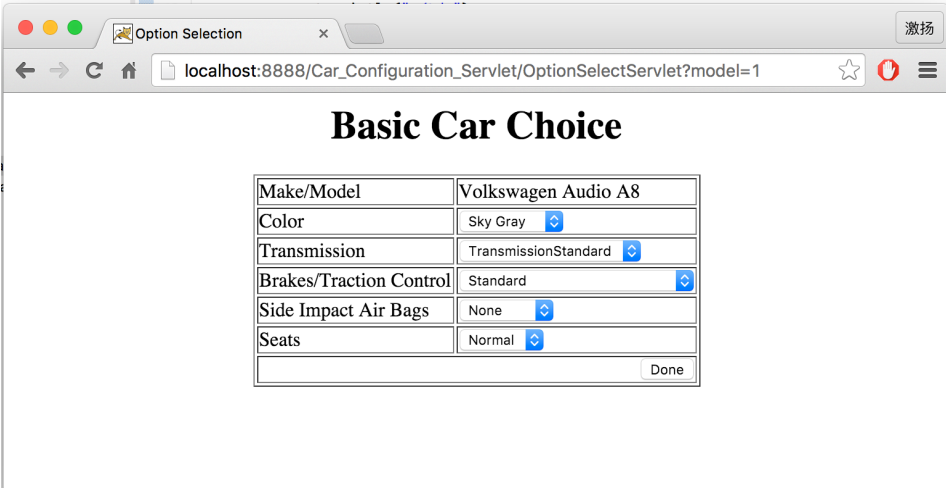 Option Selection
激扬
localhost:8888/Car_Configuration_Servlet/OptionSelectServlet?model=1
Basic Car Choice
Make/Model Volkswagen Audio A8
Color Sky Gray
Transmission TransmissionStandard
Brakes/Traction Control Standard
Side Impact Air Bags None
Seats Normal
Done